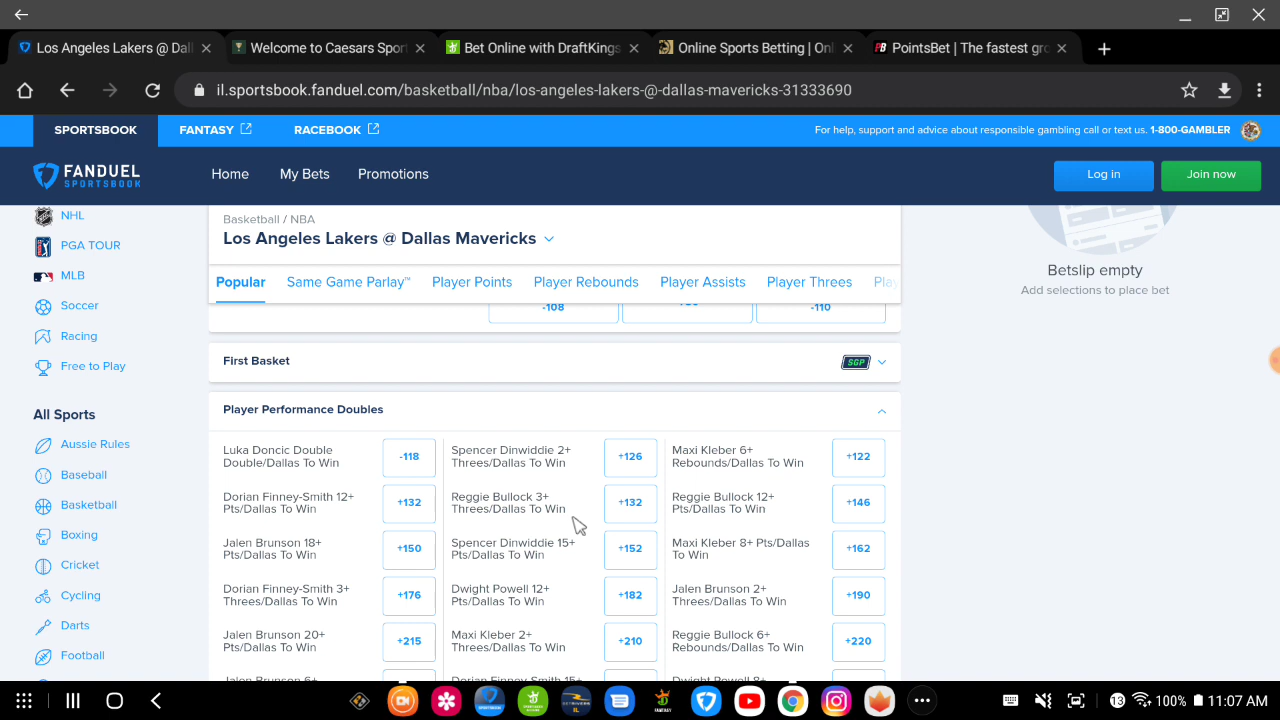 Los Angeles Lakers @ Dall
Welcome to Caesars Sport
Bet Online with DraftKings
Online Sports Betting | Onl
PointsBet | The fastest gro
il.sportsbook.fanduel.com/basketball/nba/los-angeles-lakers-@-dallas-mavericks-31333690
SPORTSBOOK
FANTASY
RACEBOOK
For help, support and advice about responsible gambling call or text us. 1-800-GAMBLER
FANDUEL
SPORTSBOOK
Home
My Bets
Promotions
Log in
Join now
NHL
PGA TOUR
MLB
Soccer
Racing
Free to Play
All Sports
Aussie Rules
Baseball
Basketball
Boxing
Cricket
Cycling
Darts
Football
Basketball / NBA
Los Angeles Lakers @ Dallas Mavericks
Popular
Same Game Parlay™
Player Points
Player Rebounds
Player Assists
Player Threes
Play
-108
-110
First Basket
SGP
Player Performance Doubles
Luka Doncic Double
Double/Dallas To Win
-118
Spencer Dinwiddie 2+
Threes/Dallas To Win
+126
Maxi Kleber 6+
Rebounds/Dallas To Win
+122
Dorian Finney-Smith 12+
Pts/Dallas To Win
+132
Reggie Bullock 3+
Threes/Dallas To Win
+132
Reggie Bullock 12+
Pts/Dallas To Win
+146
Jalen Brunson 18+
Pts/Dallas To Win
+150
Spencer Dinwiddie 15+
Pts/Dallas To Win
+152
Maxi Kleber 8+ Pts/Dallas
To Win
+162
Dorian Finney-Smith 3+
Threes/Dallas To Win
+176
Dwight Powell 12+
Pts/Dallas To Win
+182
Jalen Brunson 2+
Threes/Dallas To Win
+190
Jalen Brunson 20+
Pts/Dallas To Win
+215
Maxi Kleber 2+
Threes/Dallas To Win
+210
Reggie Bullock 6+
Rebounds/Dallas To Win
+220
Jalen Brunson 6+
Dorian Finney-Smith 15+
Dwight Powell 8+
Betslip empty
Add selections to place bet
13
100%
11:07 AM